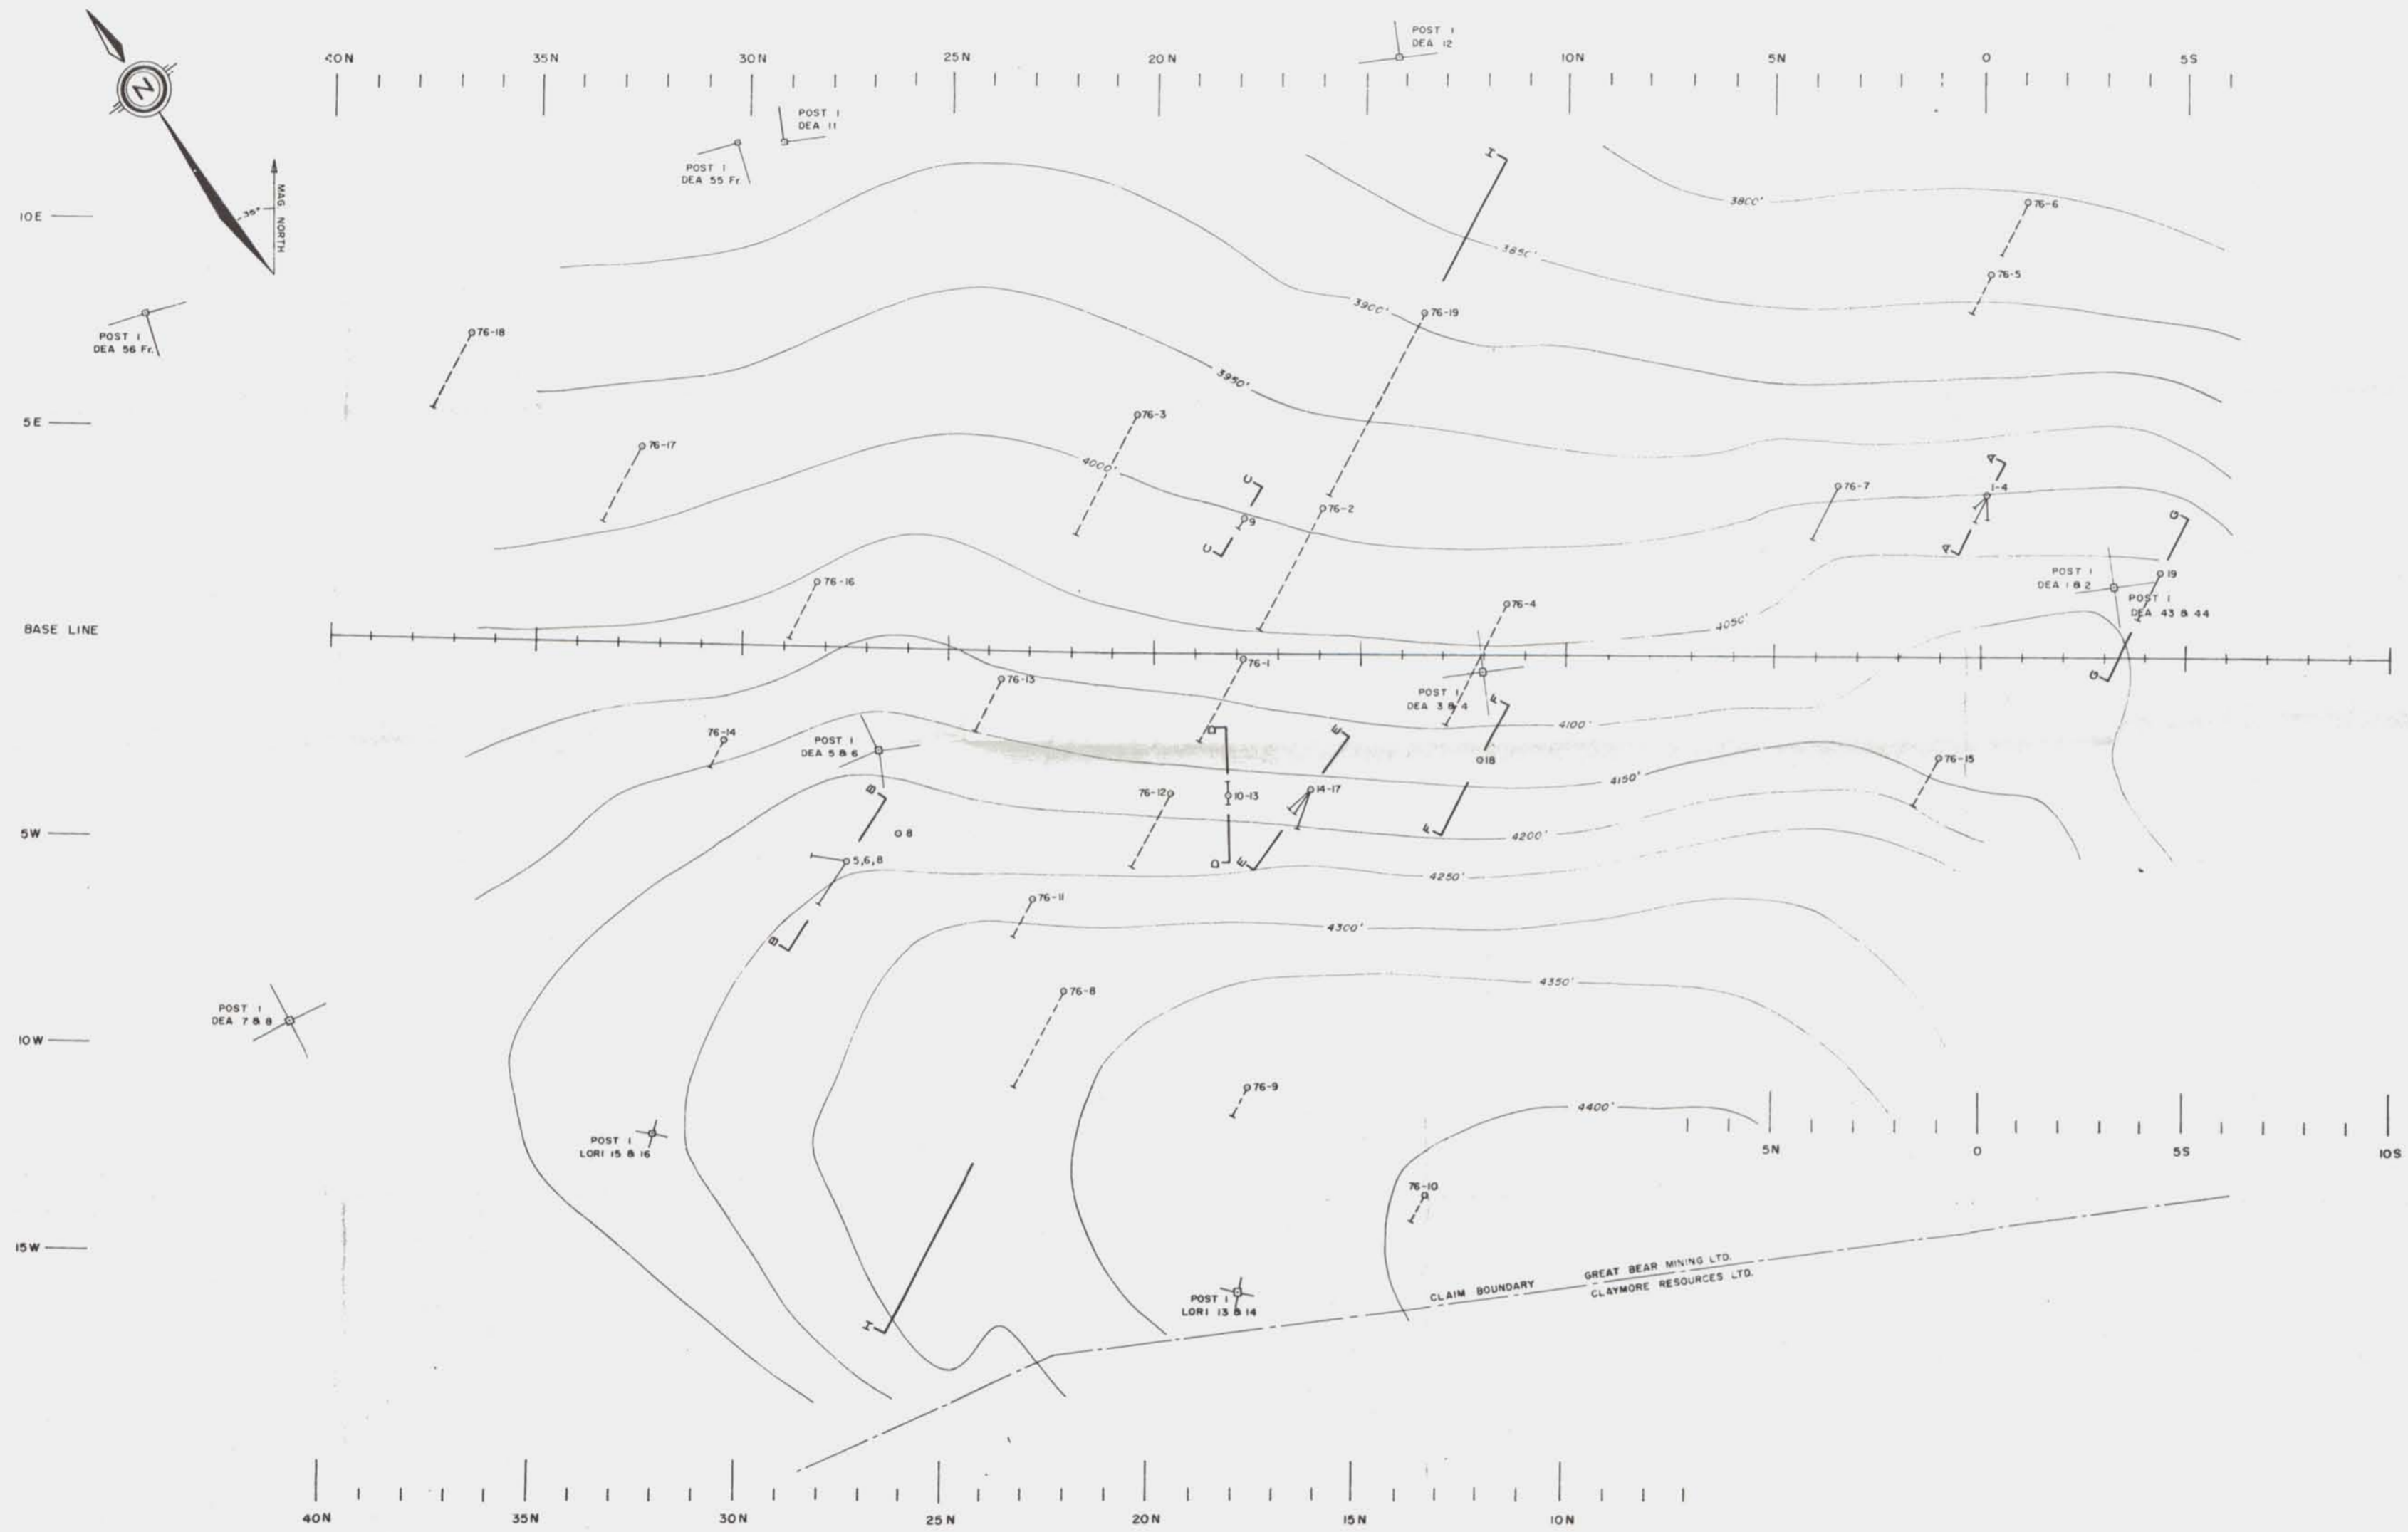 POST 1
DEA 12
40N
35N
30N
25N
20N
10N
5N
0
5S
N
POST 1
DEA 11
POST 1
DEA 55 Fr.
MAG NORTH
35°
10E
I
3800'
76-6
3850'
76-5
3900'
76-19
POST 1
DEA 56 Fr.
76-18
3950'
5E
76-3
76-17
4000'
C
9
C
76-2
76-7
A
1-4
A
G
POST 1
DEA 1 & 2
19
POST 1
DEA 43 & 44
76-16
76-4
4050'
BASE LINE
76-1
76-13
G
POST 1
DEA 3 & 4
F
4100'
76-14
POST 1
DEA 5 & 6
D
E
18
76-15
4150'
B
76-12
10-13
14-17
5W
8
F
4200'
5,6,8
D
E
4250'
76-11
4300'
B
4350'
76-8
POST 1
DEA 7 & 8
10W
76-9
4400'
POST 1
LORI 15 & 16
5N
0
5S
10S
76-10
15W
GREAT BEAR MINING LTD.
CLAIM BOUNDARY
CLAYMORE RESOURCES LTD.
POST 1
LORI 13 & 14
I
40N
35N
30N
25N
20N
15N
10N